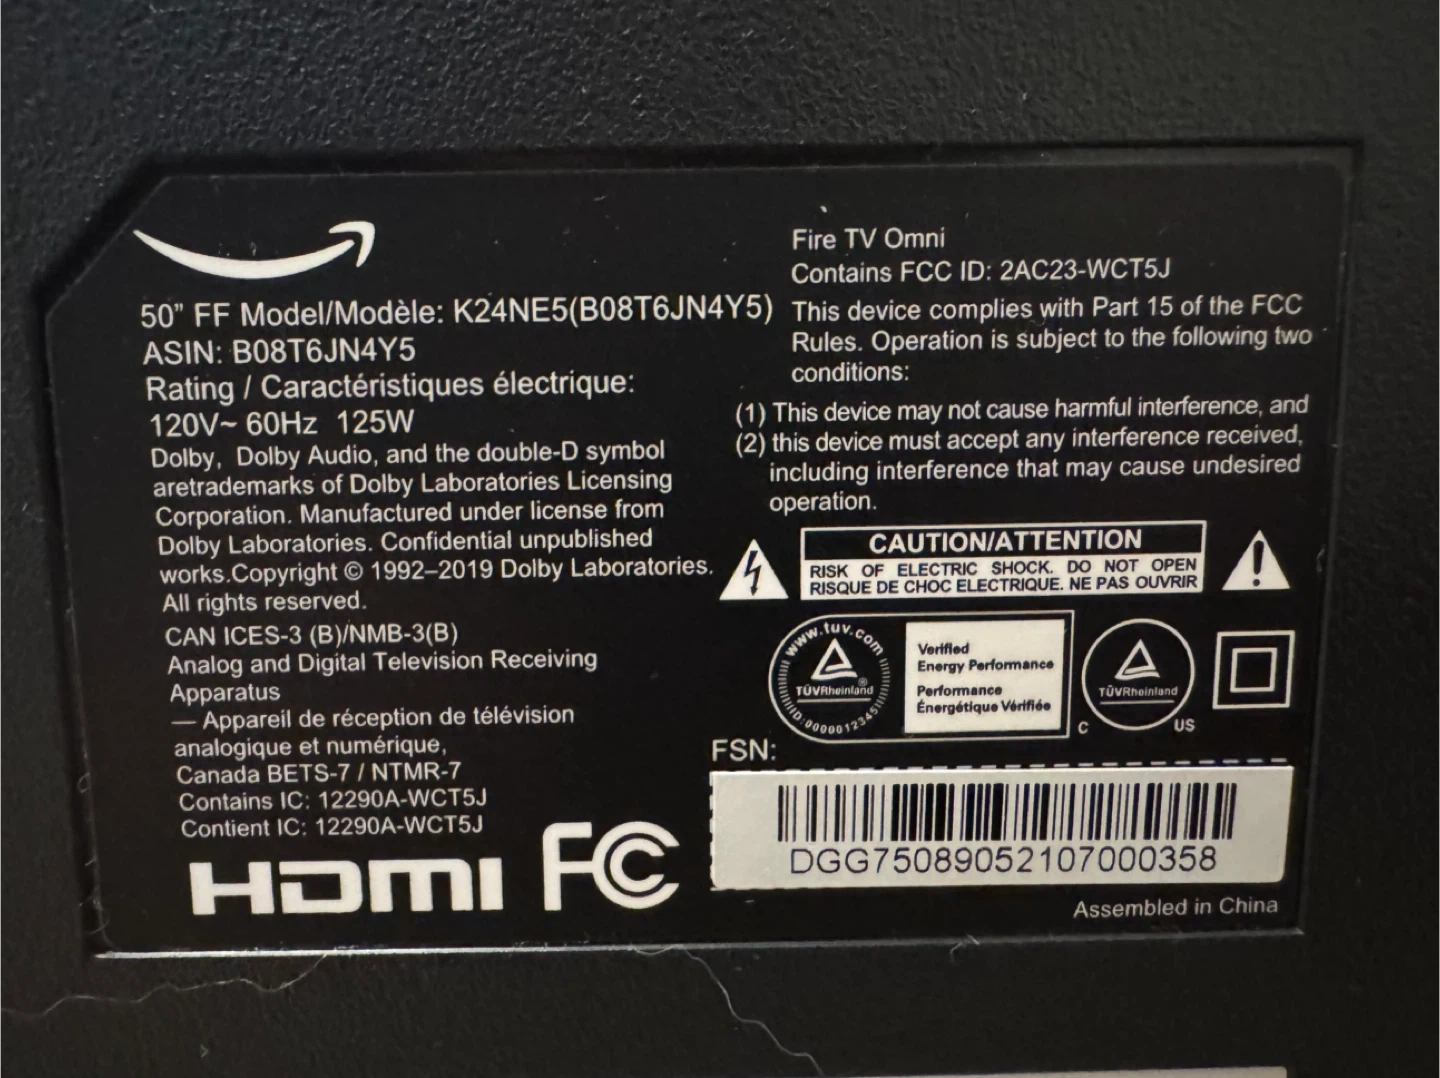 50” FF Model/Modèle: K24NE5(B08T6JN4Y5)
ASIN: B08T6JN4Y5
Rating / Caractéristiques électrique:
120V~ 60Hz 125W
Dolby, Dolby Audio, and the double-D symbol
aretrademarks of Dolby Laboratories Licensing
Corporation. Manufactured under license from
Dolby Laboratories. Confidential unpublished
works.Copyright © 1992–2019 Dolby Laboratories.
All rights reserved.
CAN ICES-3 (B)/NMB-3(B)
Analog and Digital Television Receiving
Apparatus
— Appareil de réception de télévision
analogique et numérique,
Canada BETS-7 / NTMR-7
Contains IC: 12290A-WCT5J
Contient IC: 12290A-WCT5J
HDMI FC
Fire TV Omni
Contains FCC ID: 2AC23-WCT5J
This device complies with Part 15 of the FCC
Rules. Operation is subject to the following two
conditions:
(1) This device may not cause harmful interference, and
(2) this device must accept any interference received,
including interference that may cause undesired
operation.
CAUTION/ATTENTION
RISK OF ELECTRIC SHOCK. DO NOT OPEN
RISQUE DE CHOC ELECTRIQUE. NE PAS OUVRIR
www.tuv.com
TÜVRheinland®
ID:0000012345
Verified
Energy Performance
Performance
Énergétique Vérifiée
TÜVRheinland
C US
FSN:
DGG75089052107000358
Assembled in China